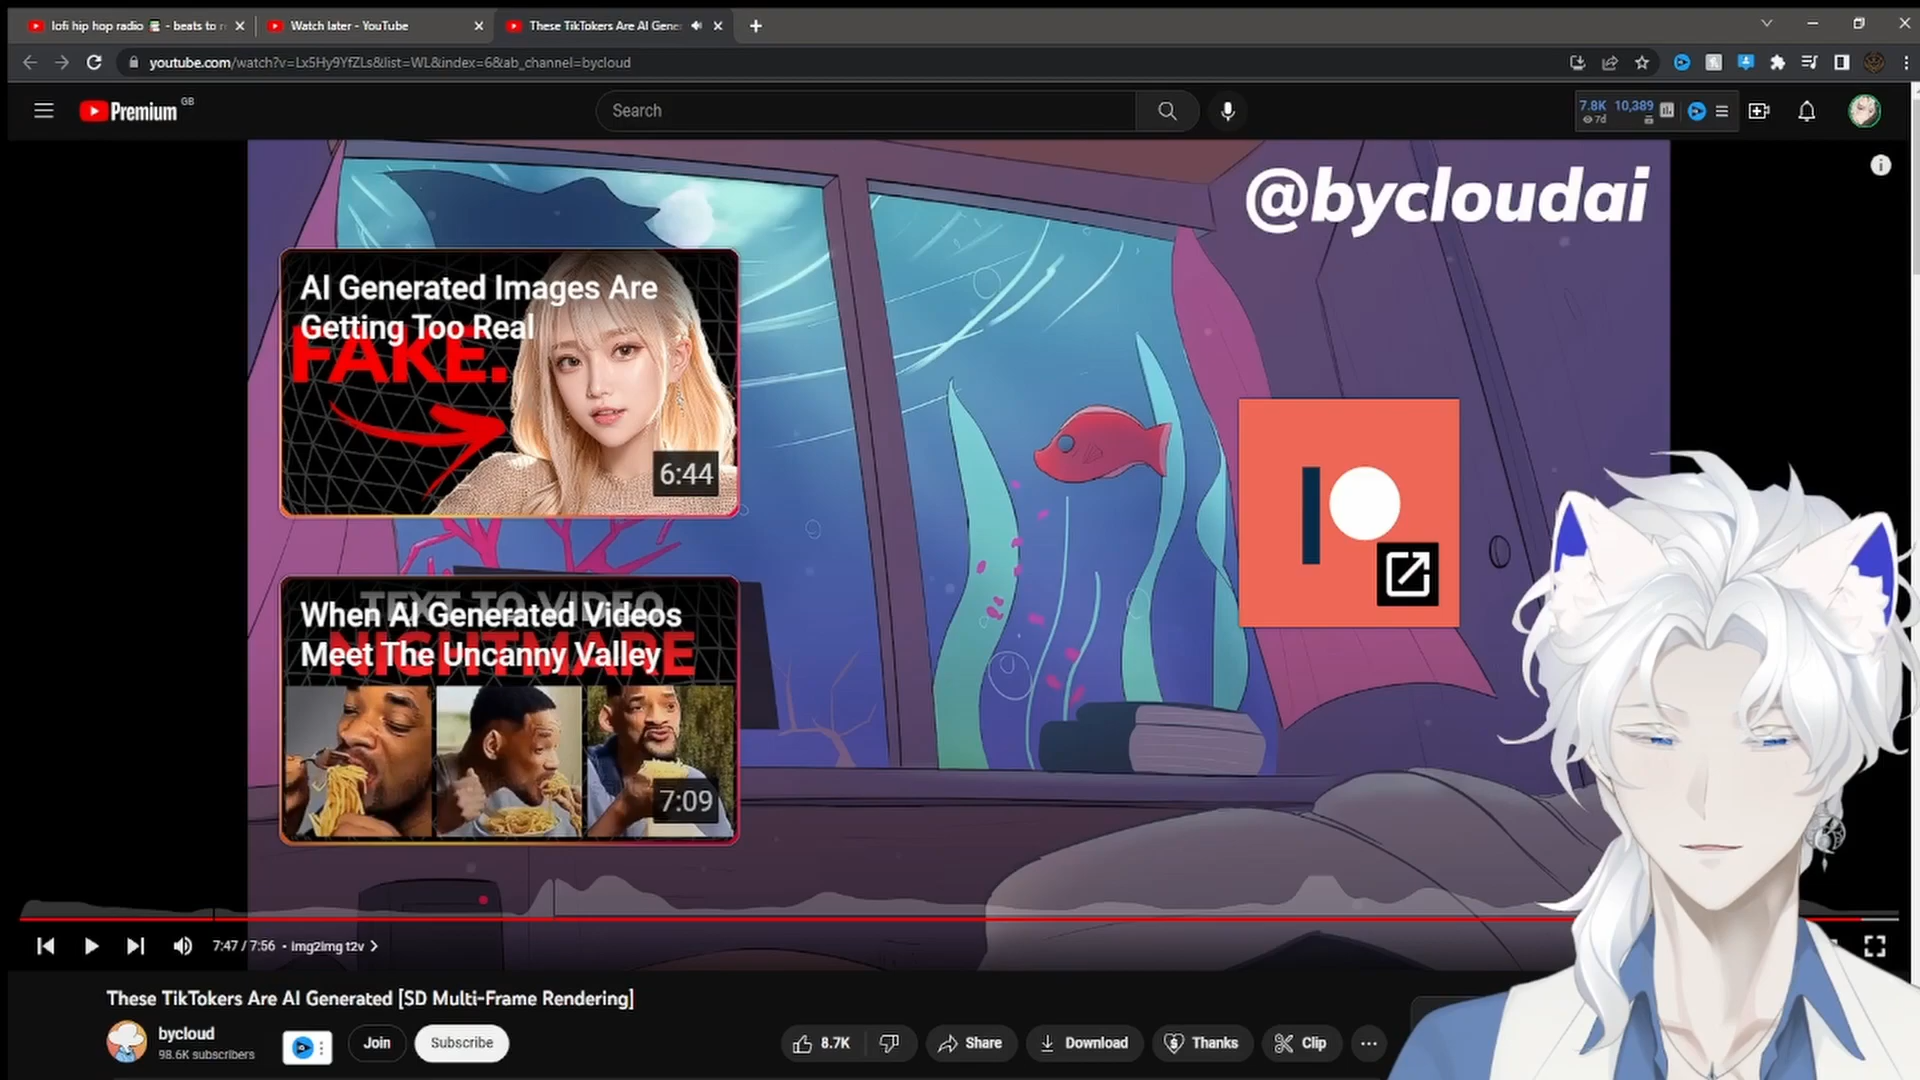 lofi hip hop radio - beats to r
Watch later - YouTube
These TikTokers Are AI Gene
youtube.com/watch?v=Lx5Hy9YfZLs&list=WL&index=6&ab_channel=bycloud
Premium GB
Search
7.8K 10,389
7d
@bycloudai
AI Generated Images Are
Getting Too Real
FAKE.
6:44
TEXT TO VIDEO
NIGHTMARE
When AI Generated Videos
Meet The Uncanny Valley
7:09
7:47 / 7:56 • img2img t2v
These TikTokers Are AI Generated [SD Multi-Frame Rendering]
bycloud
98.6K subscribers
Join
Subscribe
8.7K
Share
Download
Thanks
Clip